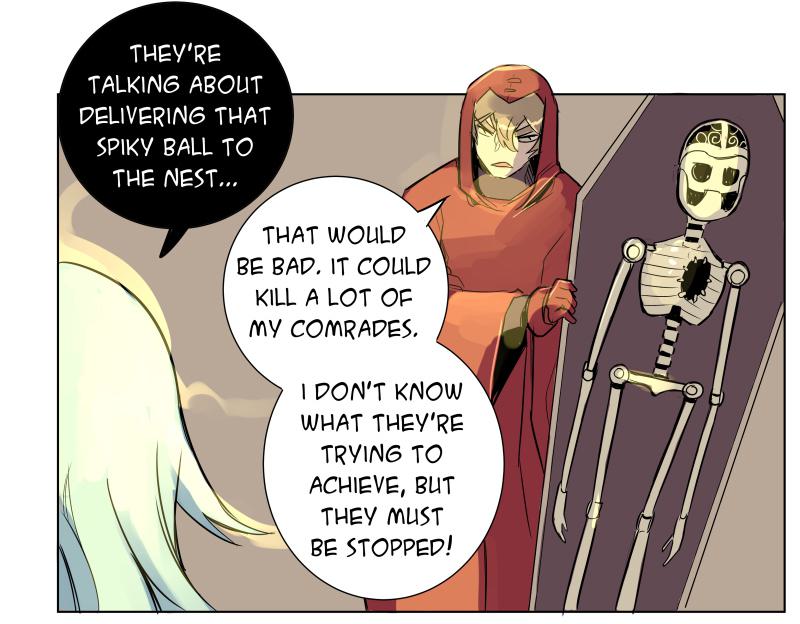 THEY'RE
TALKING ABOUT
DELIVERING THAT
SPIKY BALL TO
THE NEST...
THAT WOULD
BE BAD. IT COULD
KILL A LOT OF
MY COMRADES.
I DON'T KNOW
WHAT THEY'RE
TRYING TO
ACHIEVE, BUT
THEY MUST
BE STOPPED!